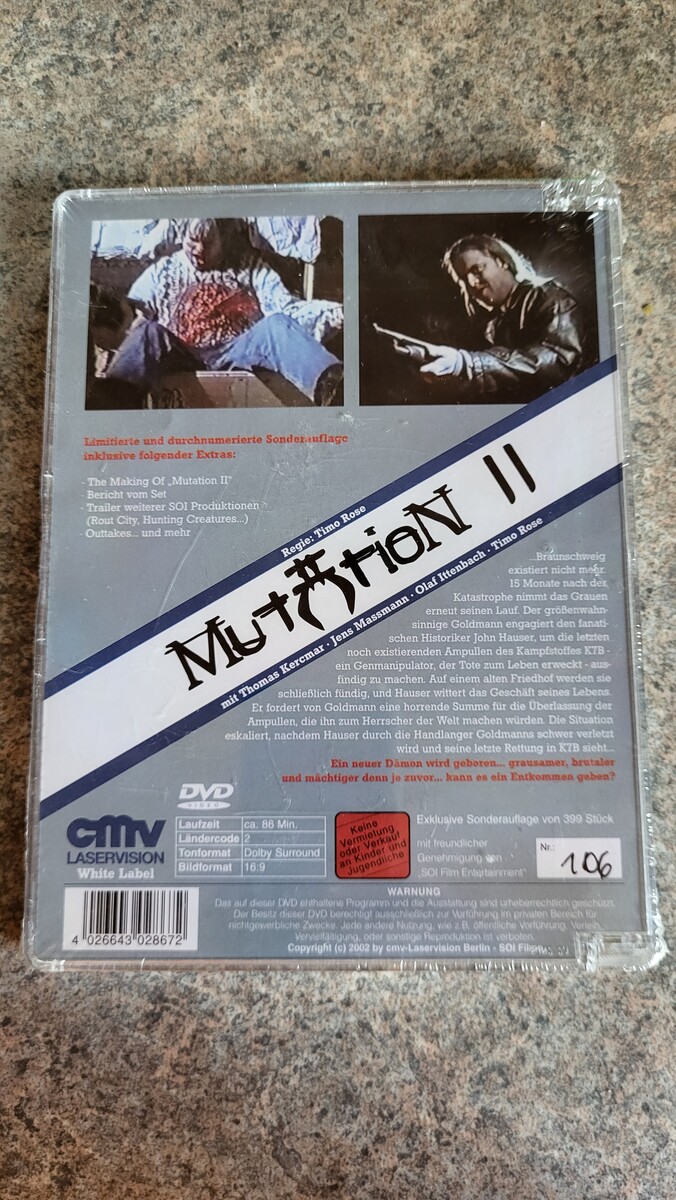 Limitierte und durchnumerierte Sonderauflage
inklusive folgender Extras:
· The Making Of „Mutation II"
· Bericht vom Set
· Trailer weiterer SOI Produktionen
(Rout City, Hunting Creatures...)
· Outtakes... und mehr
Regie: Timo Rose
MutAtioN II
mit Thomas Kercmar · Jens Massmann · Olaf Ittenbach · Timo Rose
...Braunschweig
existiert nicht mehr.
15 Monate nach der
Katastrophe nimmt das Grauen
erneut seinen Lauf. Der größenwahn-
sinnige Goldmann engagiert den fanati-
schen Historiker John Hauser, um die letzten
noch existierenden Ampullen des Kampfstoffes K7B -
ein Genmanipulator, der Tote zum Leben erweckt - aus-
findig zu machen. Auf einem alten Friedhof werden sie
schließlich fündig, und Hauser wittert das Geschäft seines Lebens.
Er fordert von Goldmann eine horrende Summe für die Überlassung der
Ampullen, die ihn zum Herrscher der Welt machen würden. Die Situation
eskaliert, nachdem Hauser durch die Handlanger Goldmanns schwer verletzt
wird und seine letzte Rettung in K7B sieht...
Ein neuer Dämon wird geboren... grausamer, brutaler
und mächtiger denn je zuvor... kann es ein Entkommen geben?
DVD
VIDEO
cmv
LASERVISION
White Label
Laufzeit ca. 86 Min.
Ländercode 2
Tonformat Dolby Surround
Bildformat 16:9
Keine
Vermietung
oder Verkauf
an Kinder und
Jugendliche
Exklusive Sonderauflage von 399 Stück
mit freundlicher
Genehmigung von
„SOI Film Entertainment"
Nr.: 106
WARNUNG
Das auf dieser DVD enthaltene Programm und die Ausstattung sind urheberrechtlich geschützt.
Der Besitz dieser DVD berechtigt ausschließlich zur Vorführung im privaten Bereich für
nichtgewerbliche Zwecke. Jede andere Nutzung, wie z.B. öffentliche Vorführung, Verleih,
Vervielfältigung, oder sonstige Reproduktion ist verboten.
Copyright (c) 2002 by cmv-Laservision Berlin - SOI
4 026643 028672